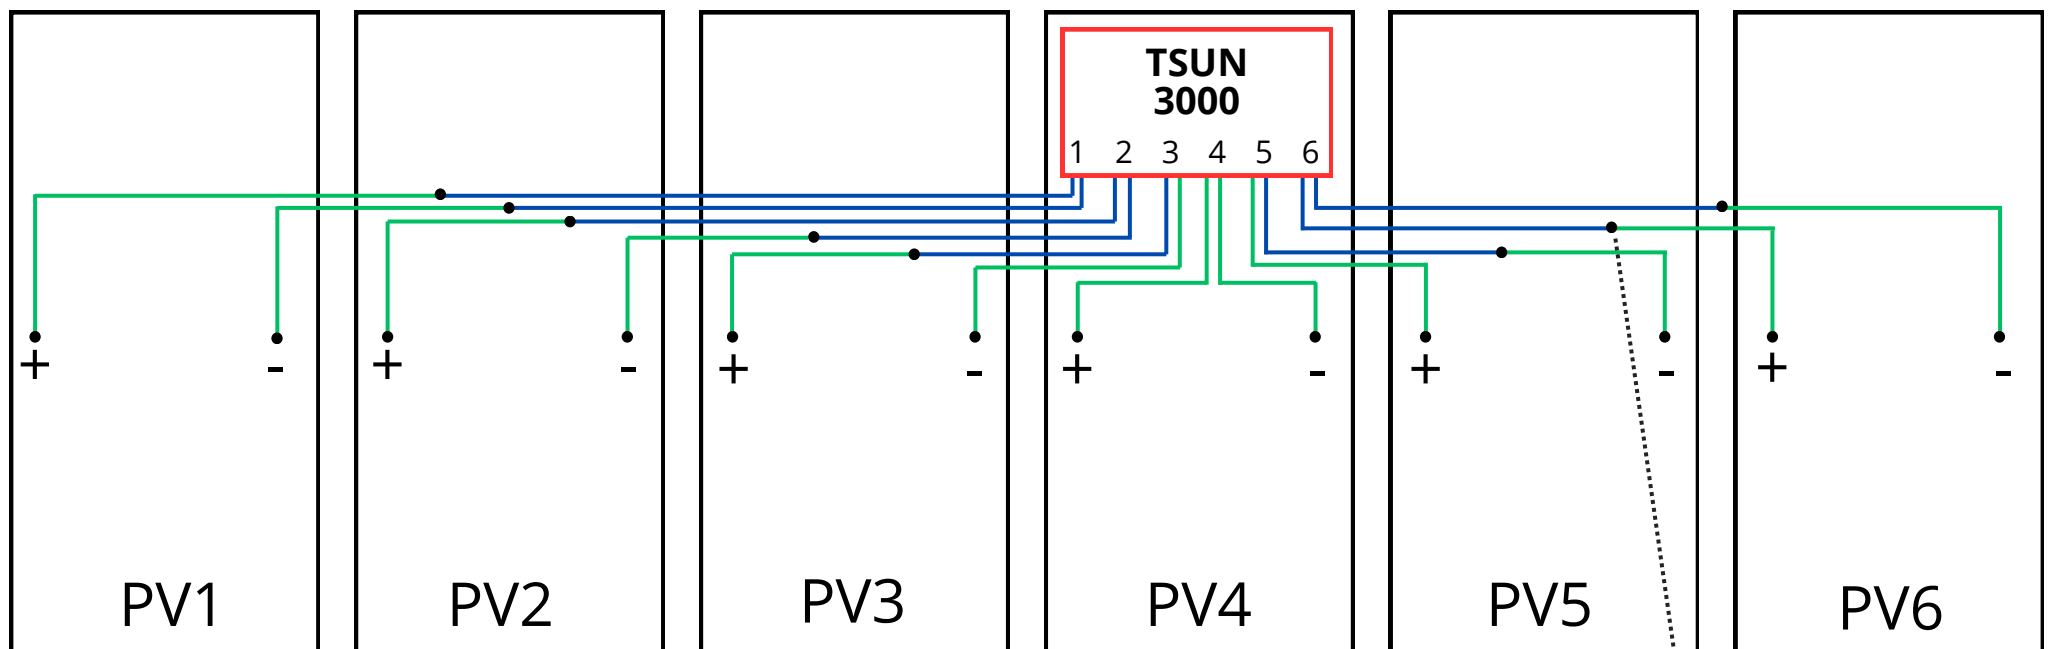 TSUN
3000
1 2 3 4 5 6
+ - + - + - + - + - + -
PV1 PV2 PV3 PV4 PV5 PV6